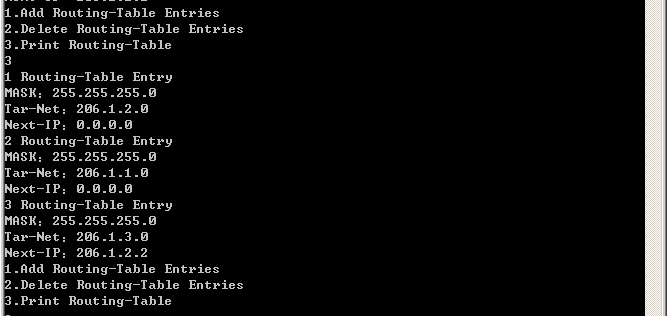 1.Add Routing-Table Entries
2.Delete Routing-Table Entries
3.Print Routing-Table
3
1 Routing-Table Entry
MASK：255.255.255.0
Tar-Net：206.1.2.0
Next-IP：0.0.0.0
2 Routing-Table Entry
MASK：255.255.255.0
Tar-Net：206.1.1.0
Next-IP：0.0.0.0
3 Routing-Table Entry
MASK：255.255.255.0
Tar-Net：206.1.3.0
Next-IP：206.1.2.2
1.Add Routing-Table Entries
2.Delete Routing-Table Entries
3.Print Routing-Table